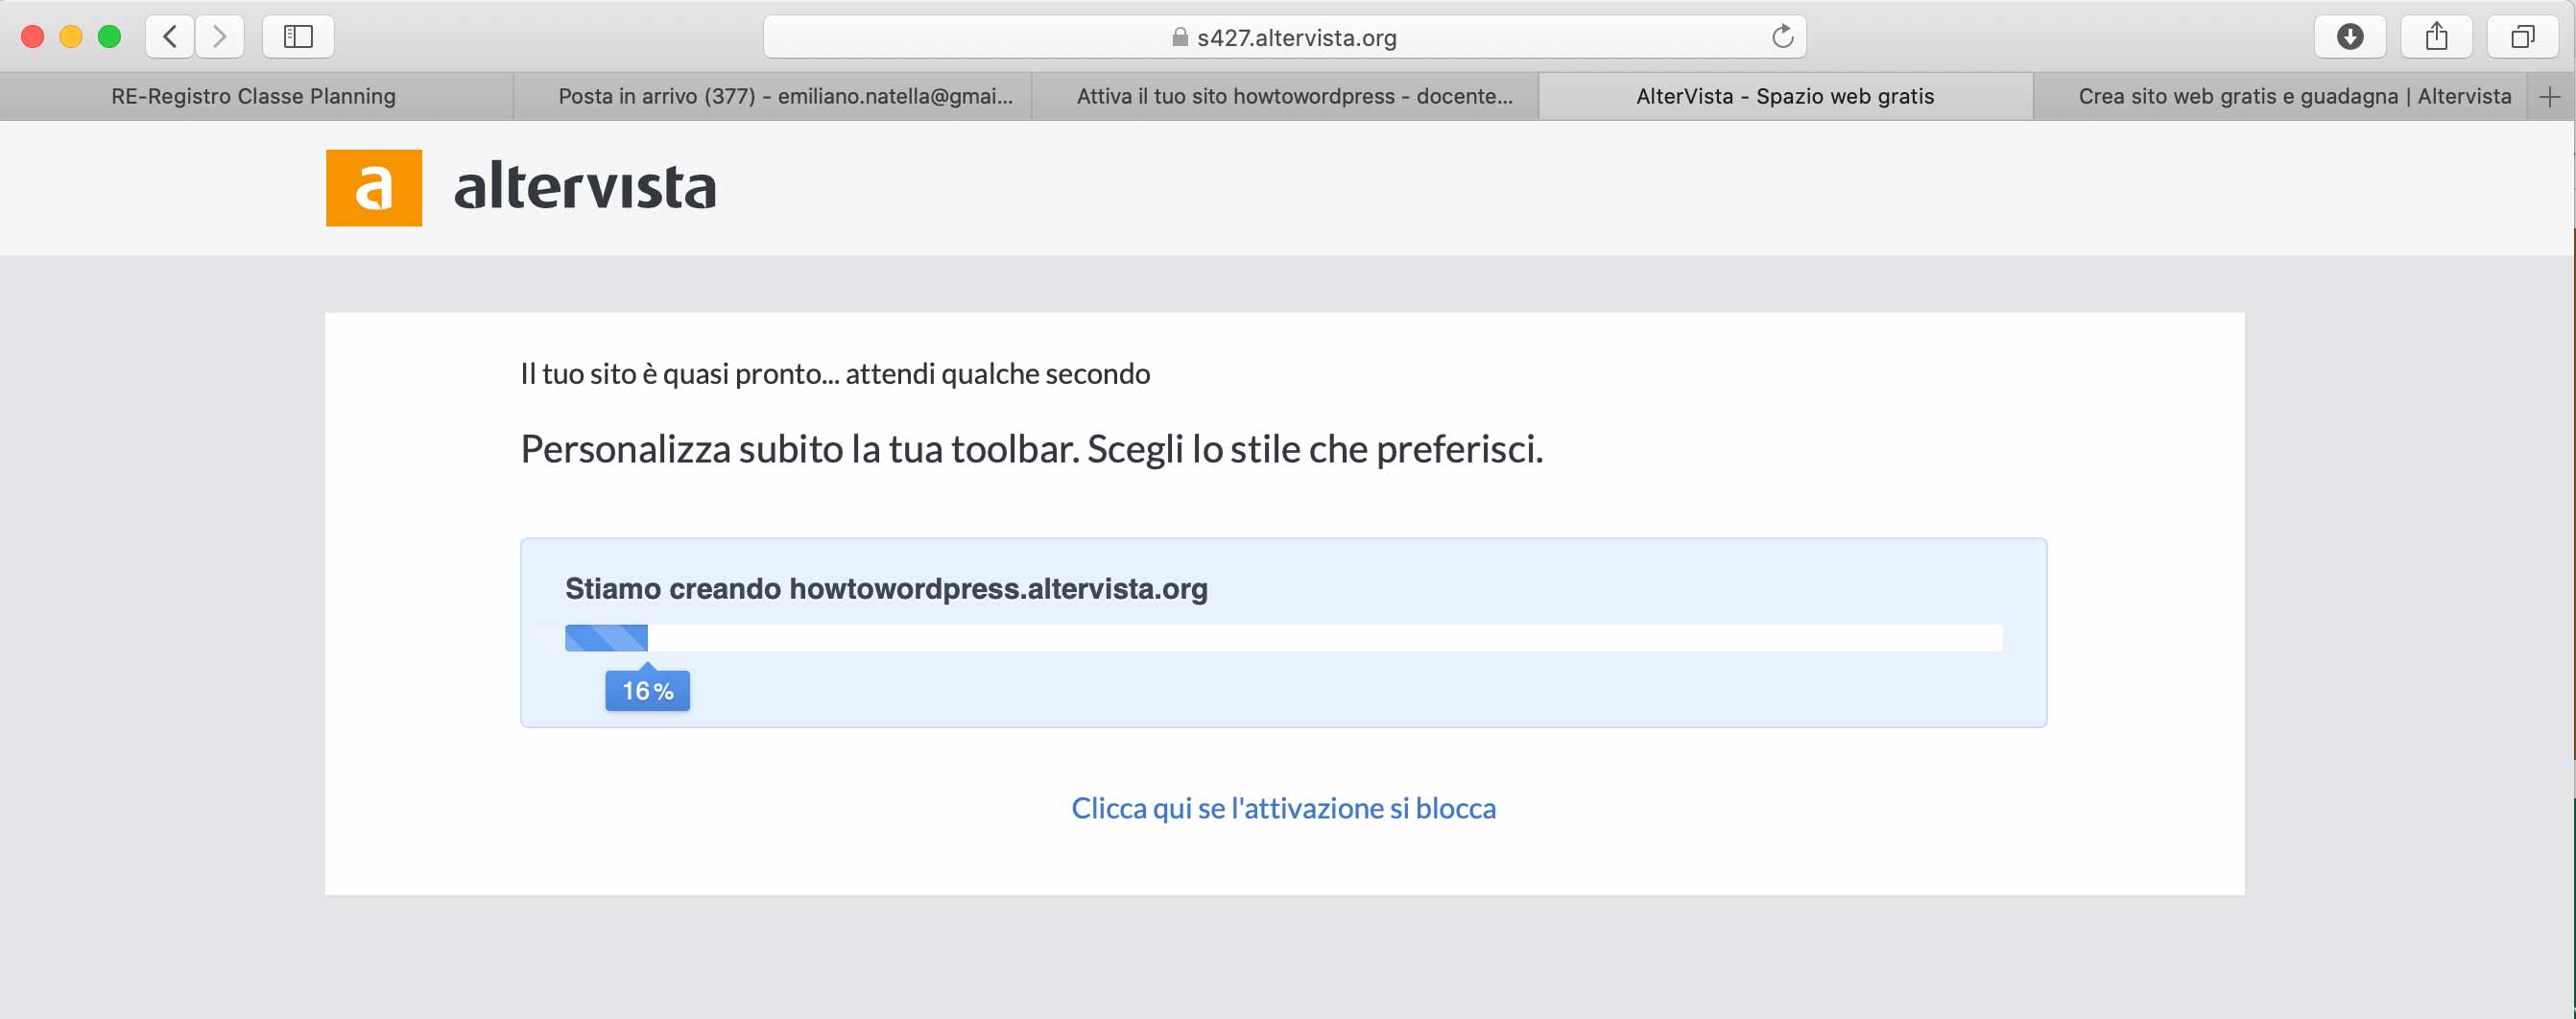 s427.altervista.org
RE-Registro Classe Planning
Posta in arrivo (377) - emiliano.natella@gmai...
Attiva il tuo sito howtowordpress - docente...
AlterVista - Spazio web gratis
Crea sito web gratis e guadagna | Altervista
a altervista
Il tuo sito è quasi pronto... attendi qualche secondo
Personalizza subito la tua toolbar. Scegli lo stile che preferisci.
Stiamo creando howtowordpress.altervista.org
16%
Clicca qui se l'attivazione si blocca